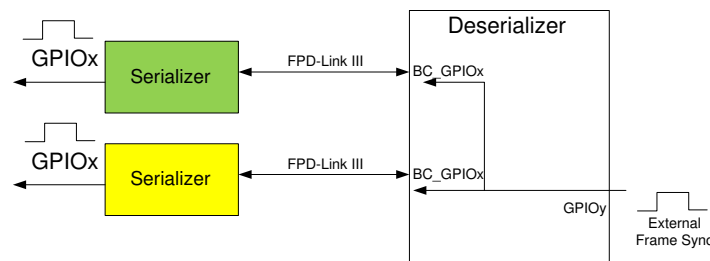 Deserializer
GPIOx
Serializer
FPD-Link III
BC_GPIOx
GPIOx
Serializer
FPD-Link III
BC_GPIOx
GPIOy
External
Frame Sync